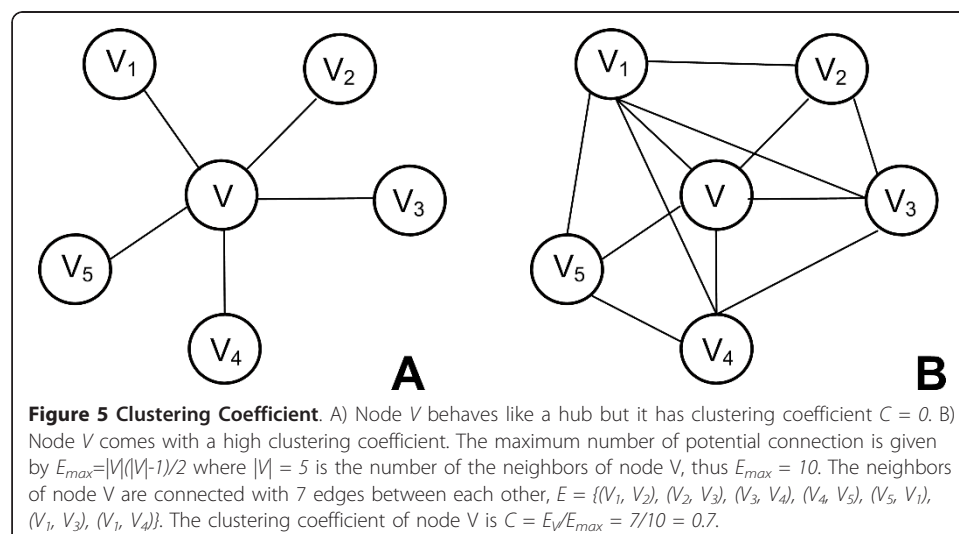 V₁
V₂
V
V₃
V₅
V₄
A
V₁
V₂
V
V₃
V₅
V₄
B
Figure 5 Clustering Coefficient. A) Node V behaves like a hub but it has clustering coefficient C = 0. B)
Node V comes with a high clustering coefficient. The maximum number of potential connection is given
by Eₘₐₓ=|V|(|V|-1)/2 where |V| = 5 is the number of the neighbors of node V, thus Eₘₐₓ = 10. The neighbors
of node V are connected with 7 edges between each other, E = {(V₁, V₂), (V₂, V₃), (V₃, V₄), (V₄, V₅), (V₅, V₁),
(V₁, V₃), (V₁, V₄)}. The clustering coefficient of node V is C = Eᵥ/Eₘₐₓ = 7/10 = 0.7.